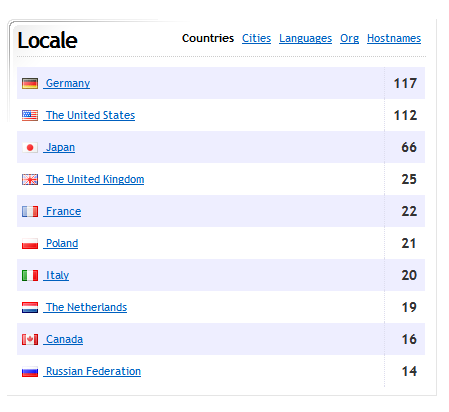 Locale Countries Cities Languages Org Hostnames
Germany 117
The United States 112
Japan 66
The United Kingdom 25
France 22
Poland 21
Italy 20
The Netherlands 19
Canada 16
Russian Federation 14